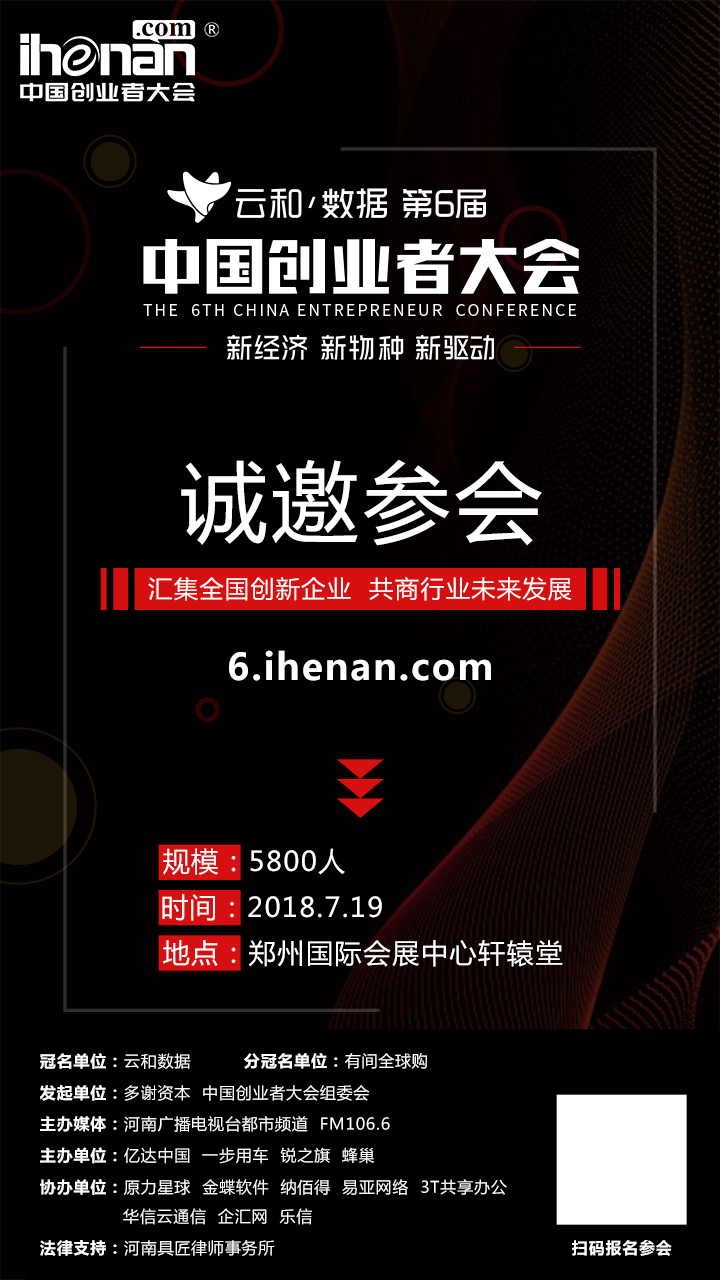 .com
ihenan®
中国创业者大会
云和数据 第6届
中国创业者大会
THE 6TH CHINA ENTREPRENEUR CONFERENCE
新经济 新物种 新驱动
诚邀参会
汇集全国创新企业 共商行业未来发展
6.ihenan.com
规模：5800人
时间：2018.7.19
地点：郑州国际会展中心轩辕堂
冠名单位：云和数据 分冠名单位：有间全球购
发起单位：多谢资本 中国创业者大会组委会
主办媒体：河南广播电视台都市频道 FM106.6
主办单位：亿达中国 一步用车 锐之旗 蜂巢
协办单位：原力星球 金蝶软件 纳佰得 易亚网络 3T共享办公
华信云通信 企汇网 乐信
法律支持：河南具匠律师事务所
扫码报名参会